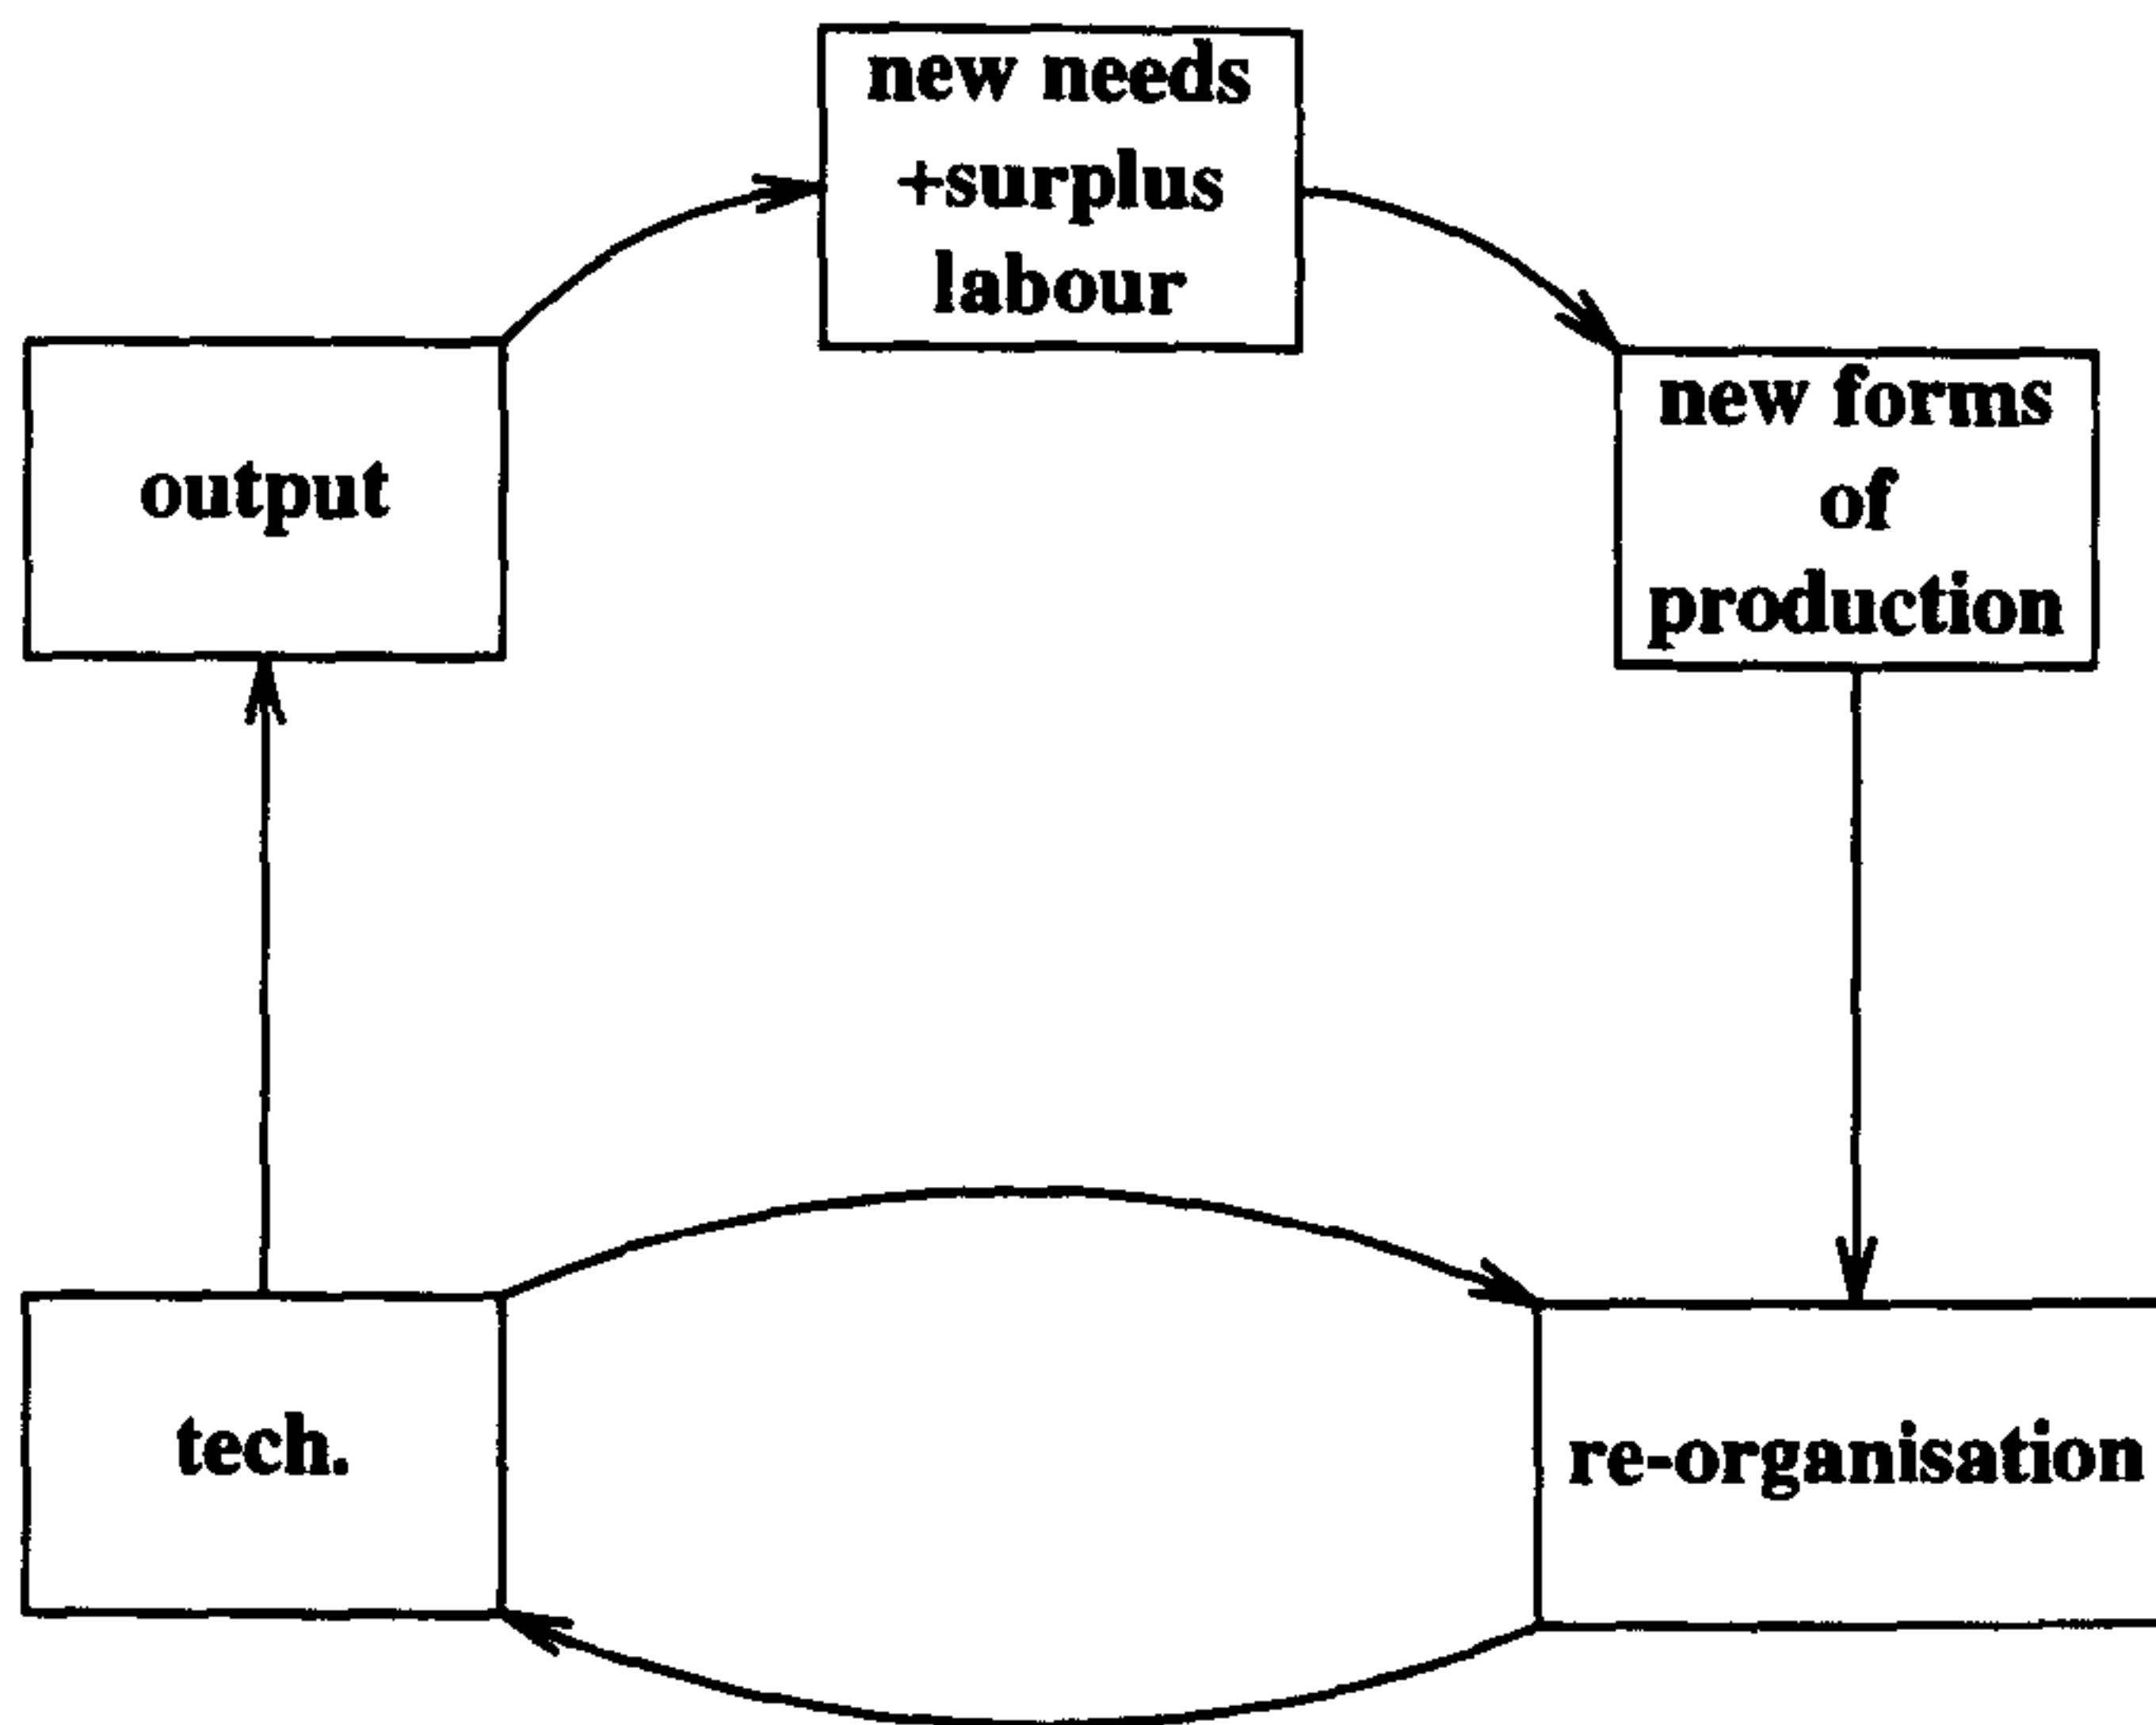 new needs
+surplus
labour
output
new forms
of
production
tech.
re-organisation